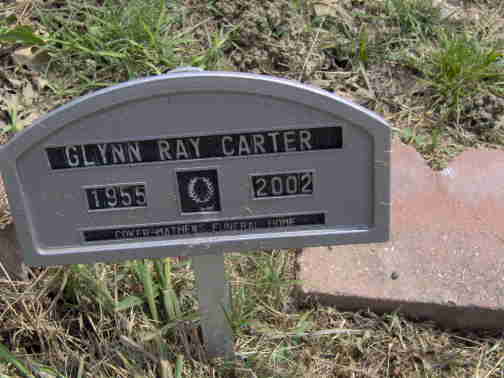 GLYNN RAY CARTER
1955 2002
COKER-MATHEWS FUNERAL HOME